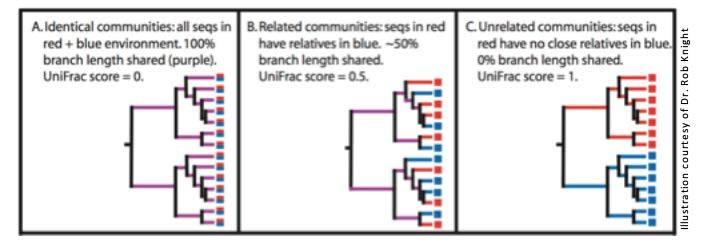 A. Identical communities: all seqs in
red + blue environment. 100%
branch length shared (purple).
UniFrac score = 0.
B. Related communities: seqs in red
have relatives in blue. ~50%
branch length shared.
UniFrac score = 0.5.
C. Unrelated communities: seqs in
red have no close relatives in blue.
0% branch length shared.
UniFrac score = 1.
Illustration courtesy of Dr. Rob Knight